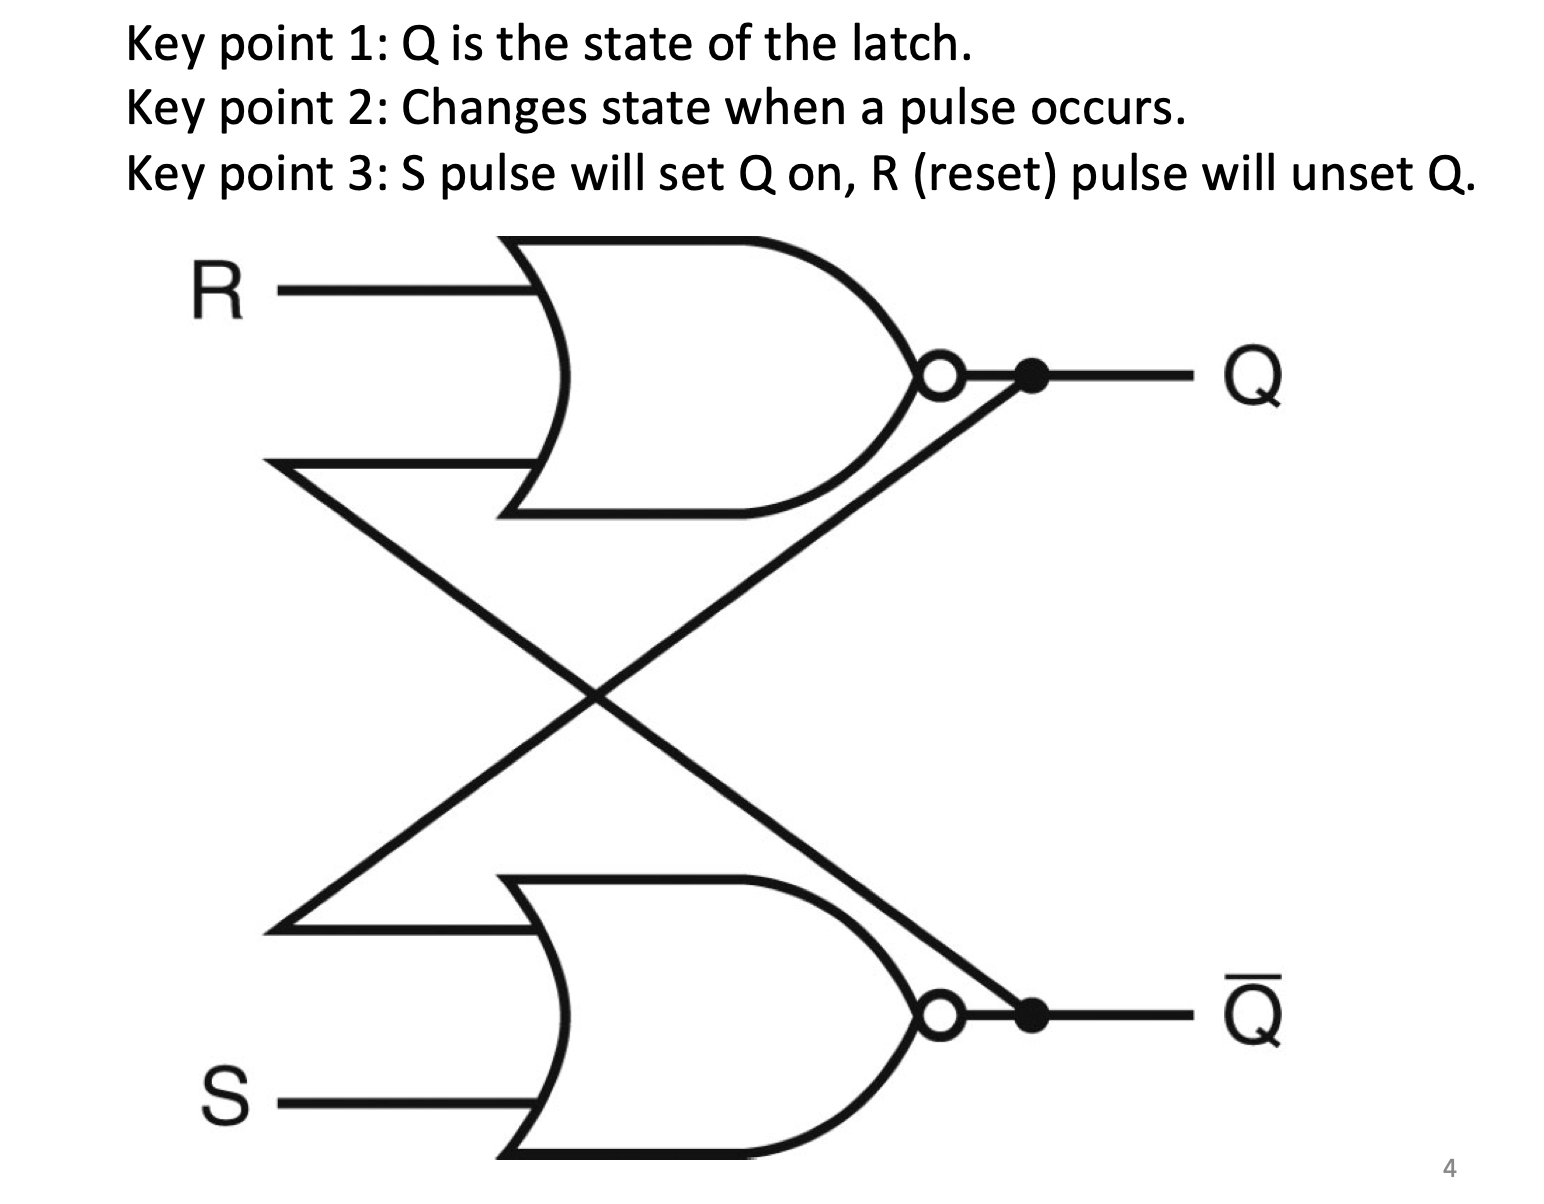 Key point 1: Q is the state of the latch.
Key point 2: Changes state when a pulse occurs.
Key point 3: S pulse will set Q on, R (reset) pulse will unset Q.
R
Q
Q̅
S
4